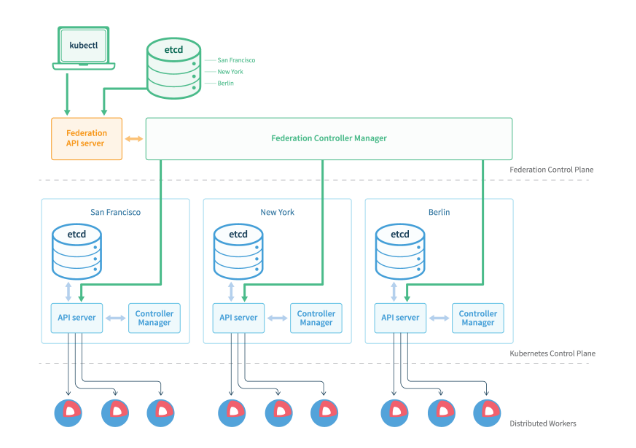 kubectl
etcd
San Francisco
New York
Berlin
Federation
API server
Federation Controller Manager
Federation Control Plane
San Francisco
New York
Berlin
etcd
etcd
etcd
API server
Controller
Manager
API server
Controller
Manager
API server
Controller
Manager
Kubernetes Control Plane
Distributed Workers